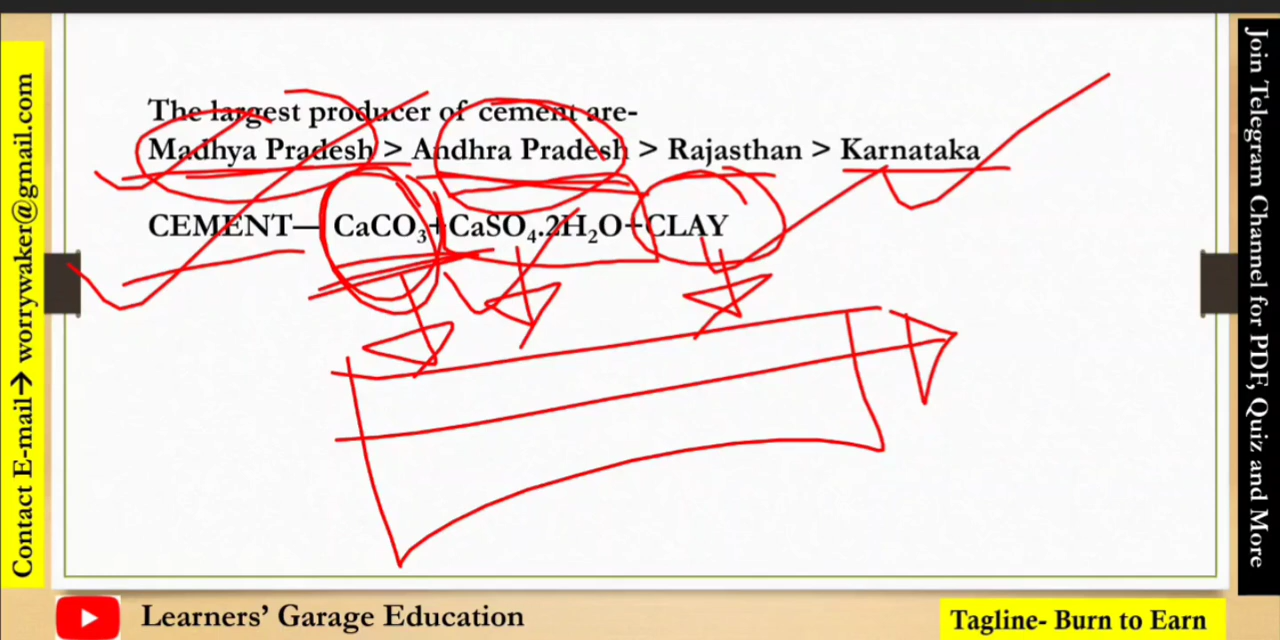 The largest producer of cement are-
Madhya Pradesh > Andhra Pradesh > Rajasthan > Karnataka
CEMENT— CaCO₃+CaSO₄.2H₂O+CLAY
Contact E-mail→ worrywaker@gmail.com
Join Telegram Channel for PDF, Quiz and More
Learners' Garage Education
Tagline- Burn to Earn